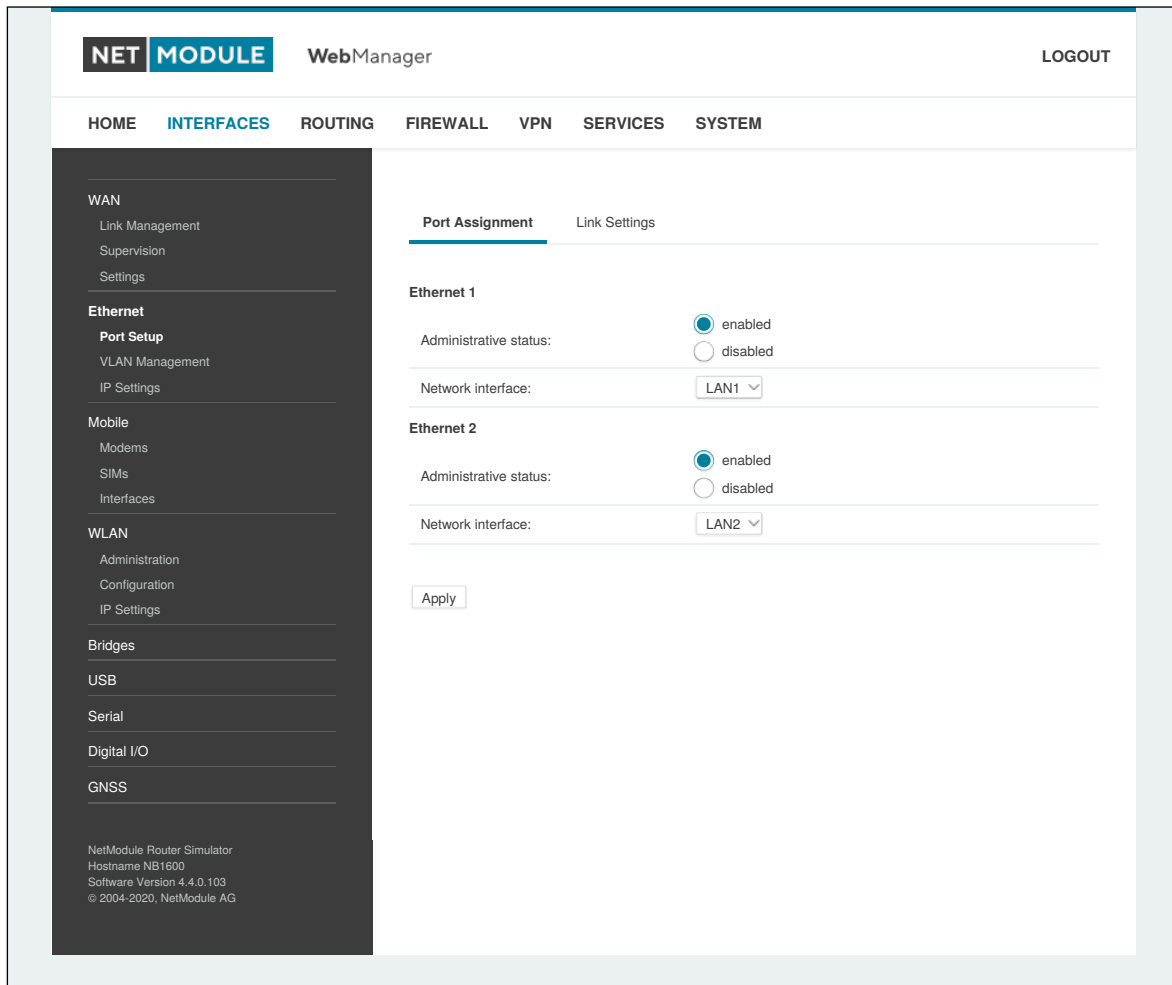 NET MODULE WebManager LOGOUT
HOME INTERFACES ROUTING FIREWALL VPN SERVICES SYSTEM
WAN
Link Management
Supervision
Settings
Ethernet
Port Setup
VLAN Management
IP Settings
Mobile
Modems
SIMs
Interfaces
WLAN
Administration
Configuration
IP Settings
Bridges
USB
Serial
Digital I/O
GNSS
NetModule Router Simulator
Hostname NB1600
Software Version 4.4.0.103
© 2004-2020, NetModule AG
Port Assignment Link Settings
Ethernet 1
Administrative status:
enabled
disabled
Network interface: LAN1
Ethernet 2
Administrative status:
enabled
disabled
Network interface: LAN2
Apply